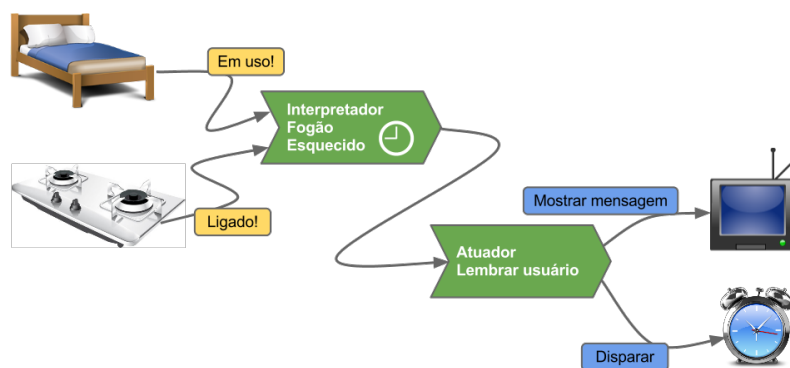 Em uso!
Interpretador
Fogão
Esquecido
Ligado!
Mostrar mensagem
Atuador
Lembrar usuário
Disparar